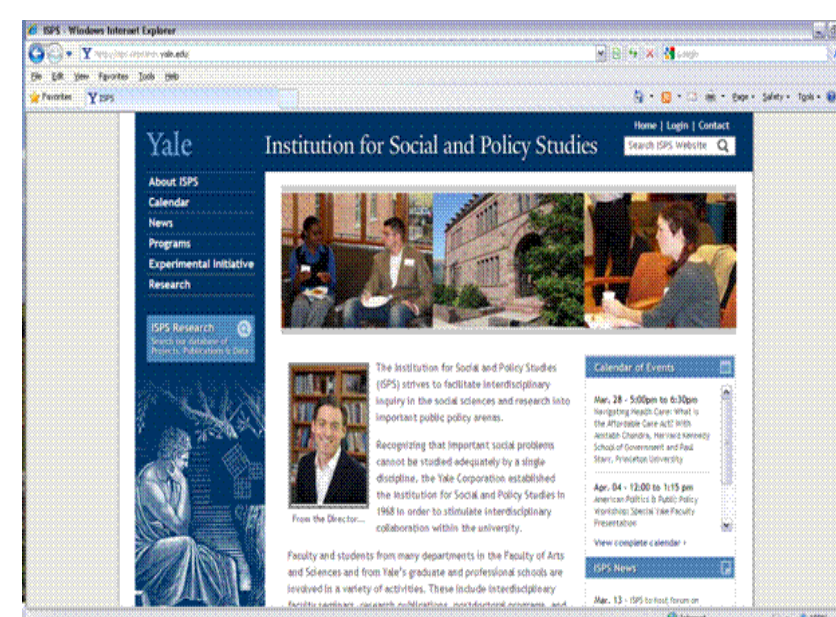 ISPS - Windows Internet Explorer
yale.edu
Google
File Edit View Favorites Tools Help
Favorites ISPS
Page Safety Tools
Home | Login | Contact
Yale
Institution for Social and Policy Studies
Search ISPS Website
About ISPS
Calendar
News
Programs
Experimental Initiative
Research
ISPS Research
Search our database of
Projects, Publications & Data
From the Director...
The Institution for Social and Policy Studies
(ISPS) strives to facilitate interdisciplinary
inquiry in the social sciences and research into
important public policy arenas.
Recognizing that important social problems
cannot be studied adequately by a single
discipline, the Yale Corporation established
the Institution for Social and Policy Studies in
1968 in order to stimulate interdisciplinary
collaboration within the university.
Faculty and students from many departments in the Faculty of Arts
and Sciences and from Yale's graduate and professional schools are
involved in a variety of activities. These include interdisciplinary
faculty seminars, research publications, postdoctoral programs, and
Calendar of Events
Mar. 28 - 5:00pm to 6:30pm
Navigating Health Care: What is
the Affordable Care Act? With
Amitabh Chandra, Harvard Kennedy
School of Government and Paul
Starr, Princeton University
Apr. 04 - 12:00 to 1:15 pm
American Politics & Public Policy
Workshop: Special Yale Faculty
Presentation
View complete calendar ›
ISPS News
Mar. 13 - ISPS to host forum on
Internet
100%